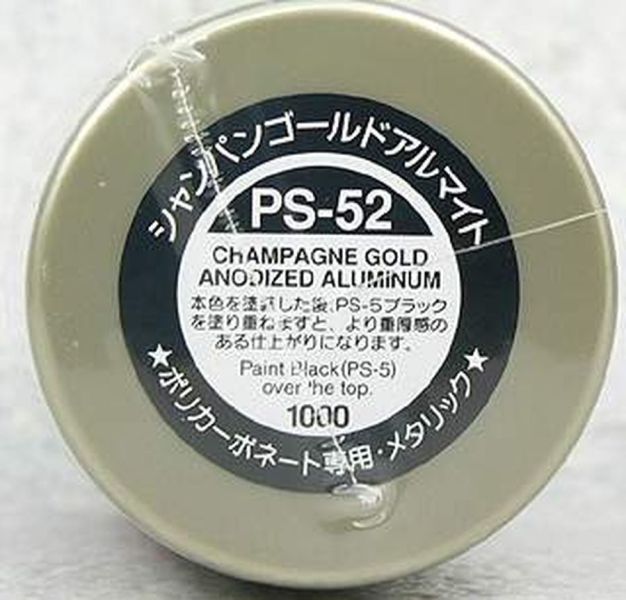 シャンパンゴールドアルマイト
PS-52
CHAMPAGNE GOLD
ANODIZED ALUMINUM
本色を塗装した後、PS-5ブラック
を塗り重ねますと、より重厚感の
ある仕上がりになります。
Paint Black(PS-5)
over the top.
1000
★ポリカーボネート専用・メタリック★